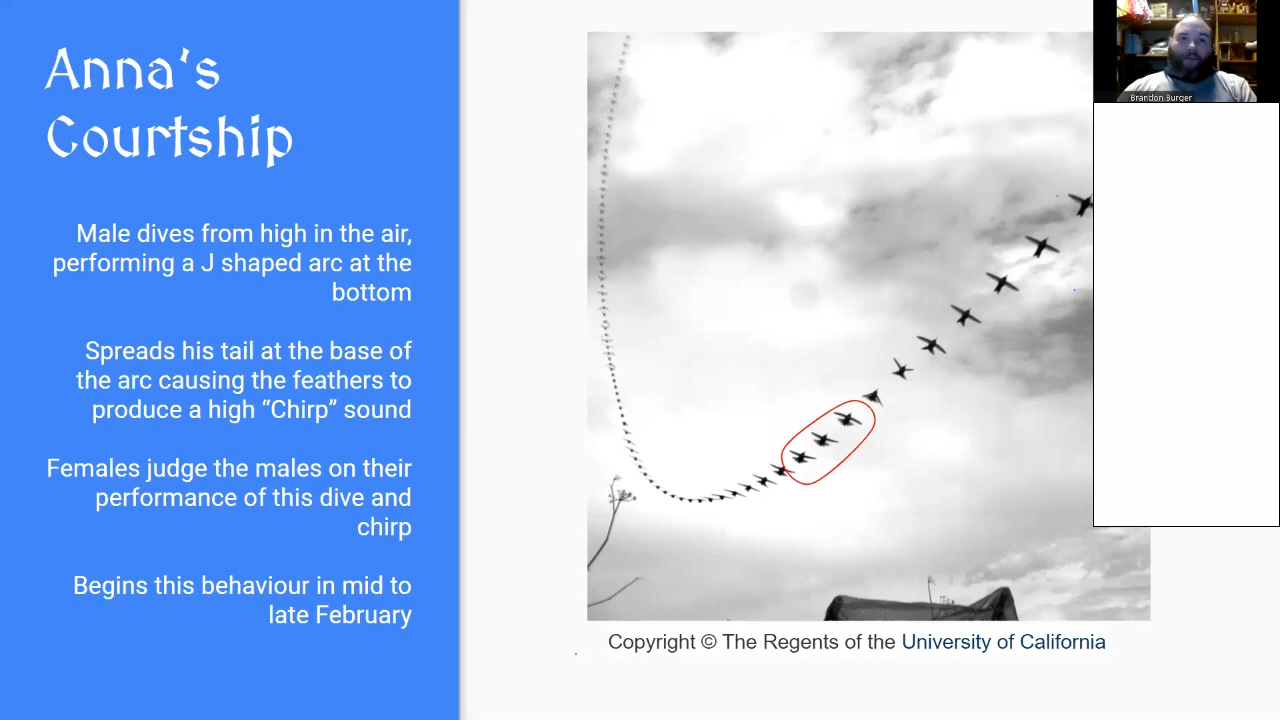 Anna's
Courtship
Male dives from high in the air,
performing a J shaped arc at the
bottom
Spreads his tail at the base of
the arc causing the feathers to
produce a high “Chirp” sound
Females judge the males on their
performance of this dive and
chirp
Begins this behaviour in mid to
late February
Copyright © The Regents of the University of California
Brandon Burger